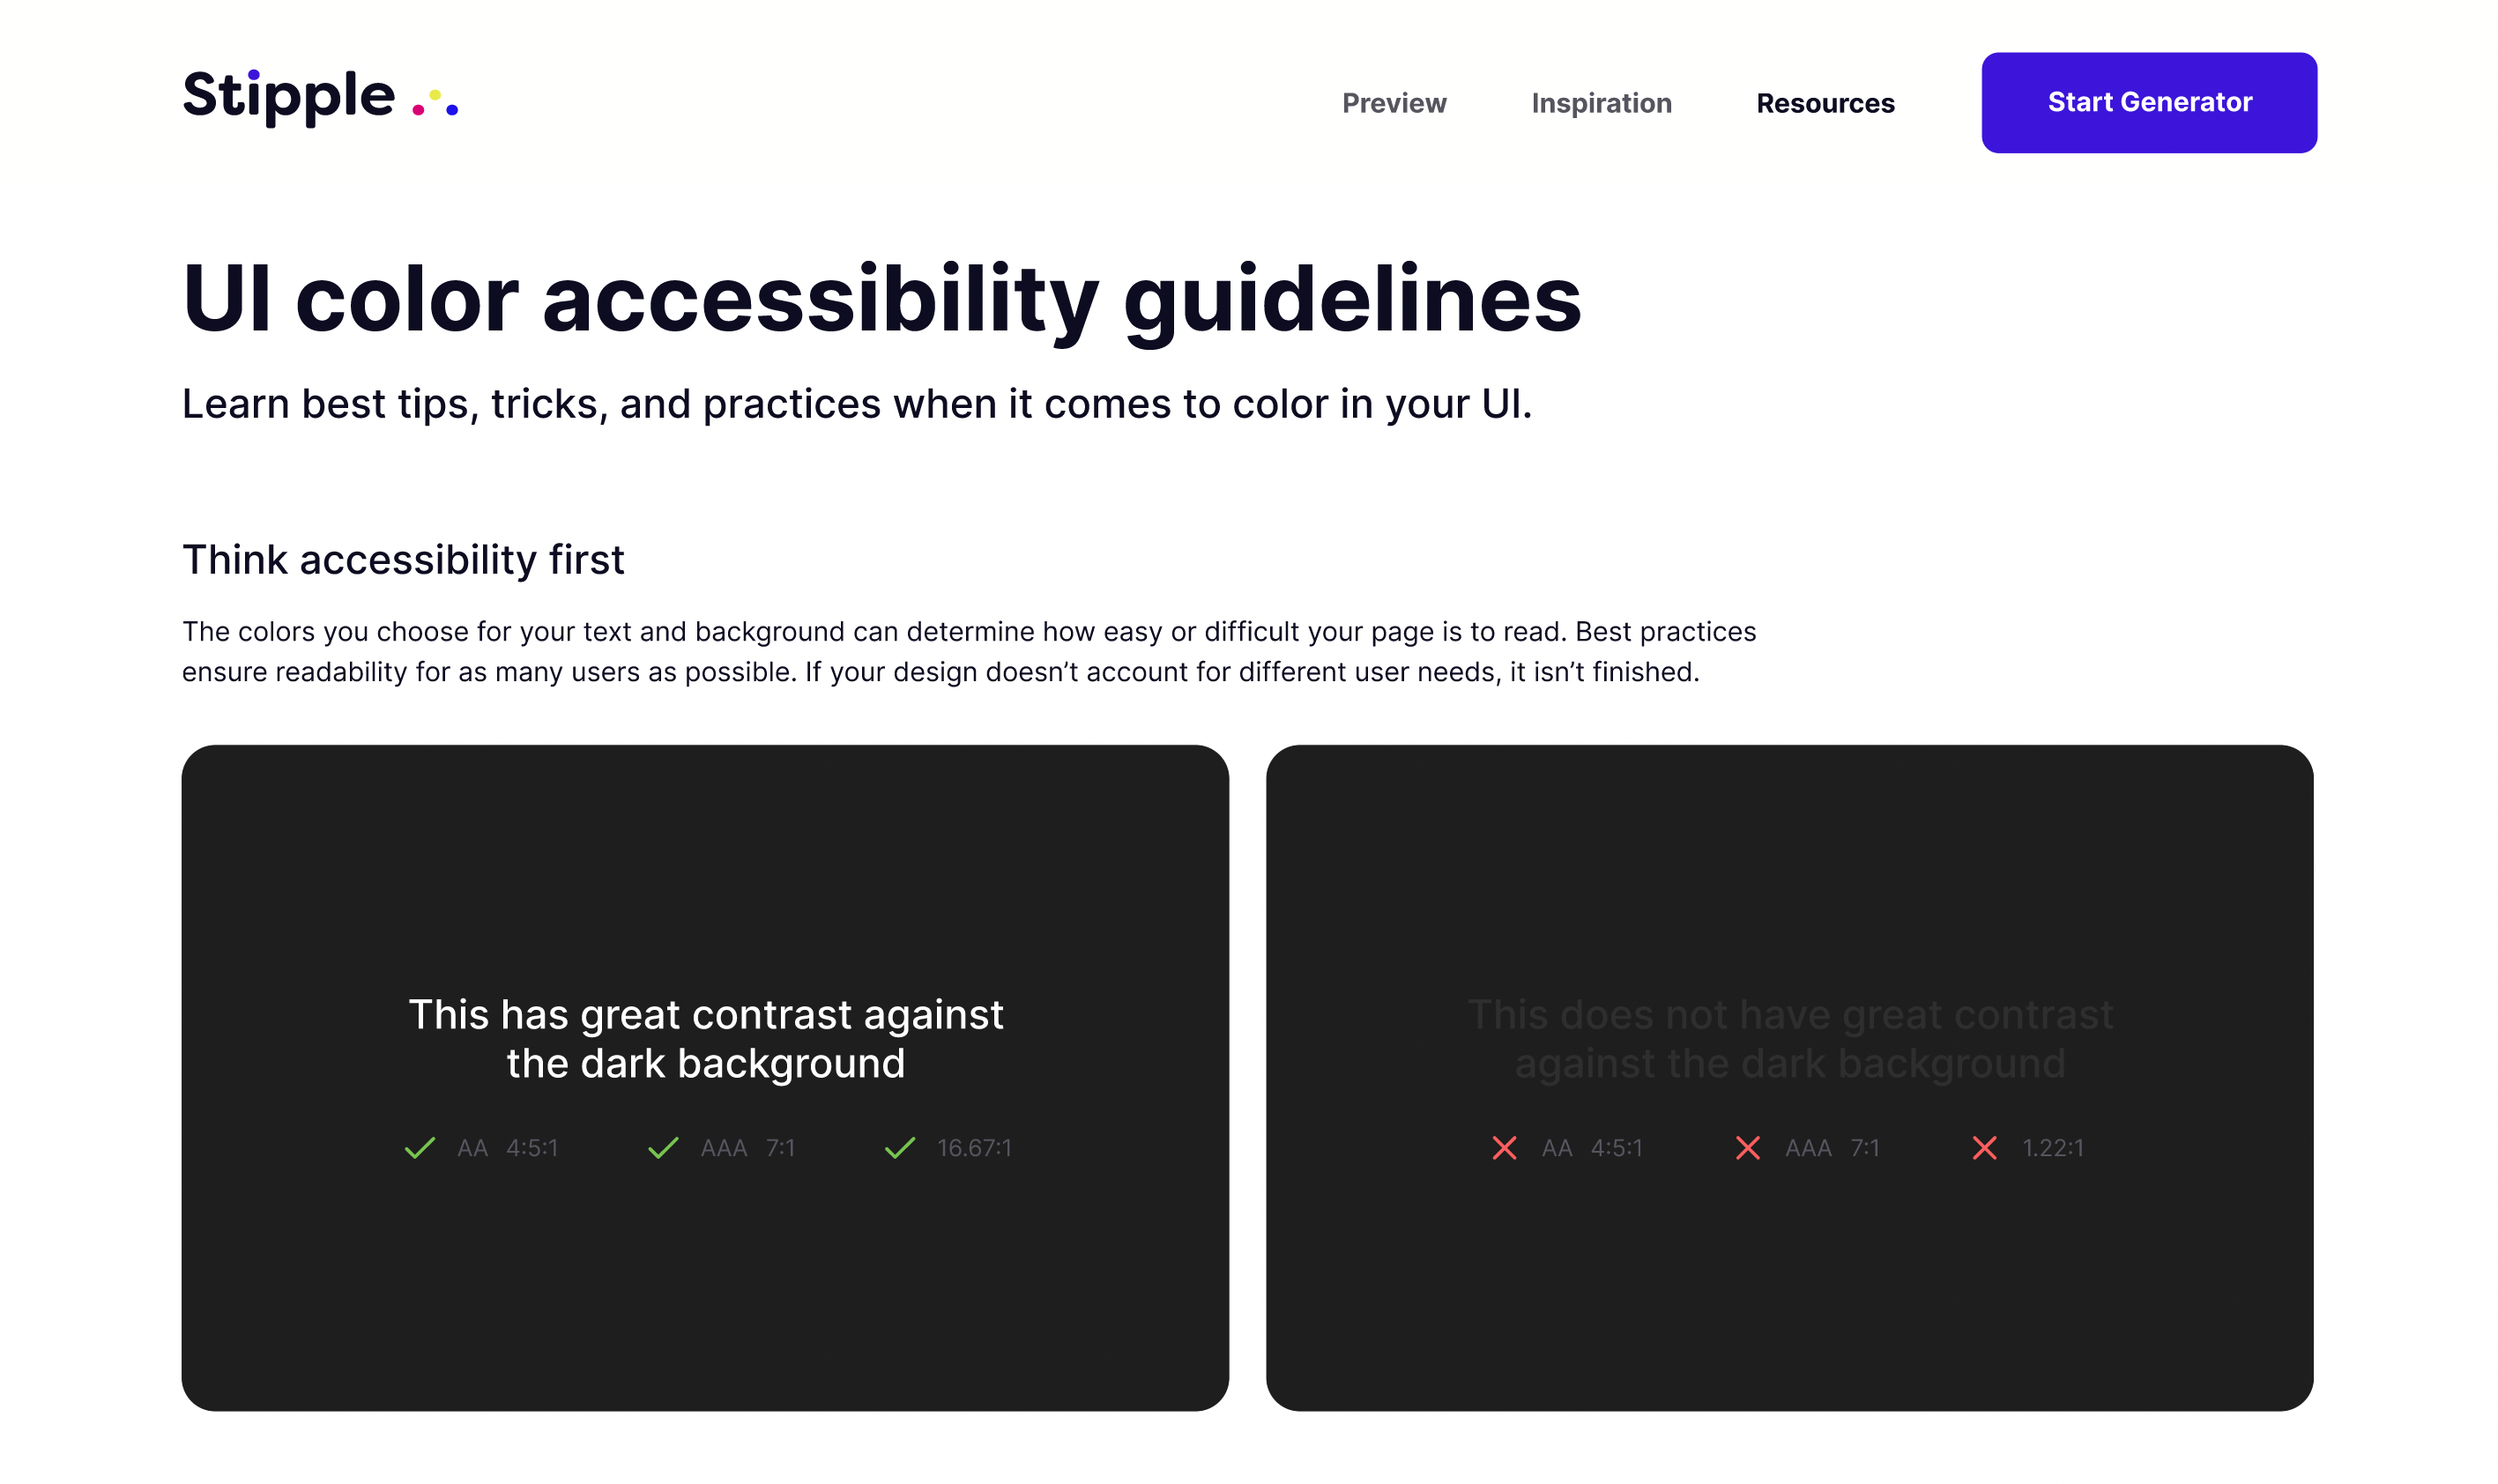 Stipple
Preview
Inspiration
Resources
Start Generator
UI color accessibility guidelines
Learn best tips, tricks, and practices when it comes to color in your UI.
Think accessibility first
The colors you choose for your text and background can determine how easy or difficult your page is to read. Best practices
ensure readability for as many users as possible. If your design doesn’t account for different user needs, it isn’t finished.
This has great contrast against
the dark background
AA 4:5:1
AAA 7:1
16.67:1
This does not have great contrast
against the dark background
AA 4:5:1
AAA 7:1
1.22:1